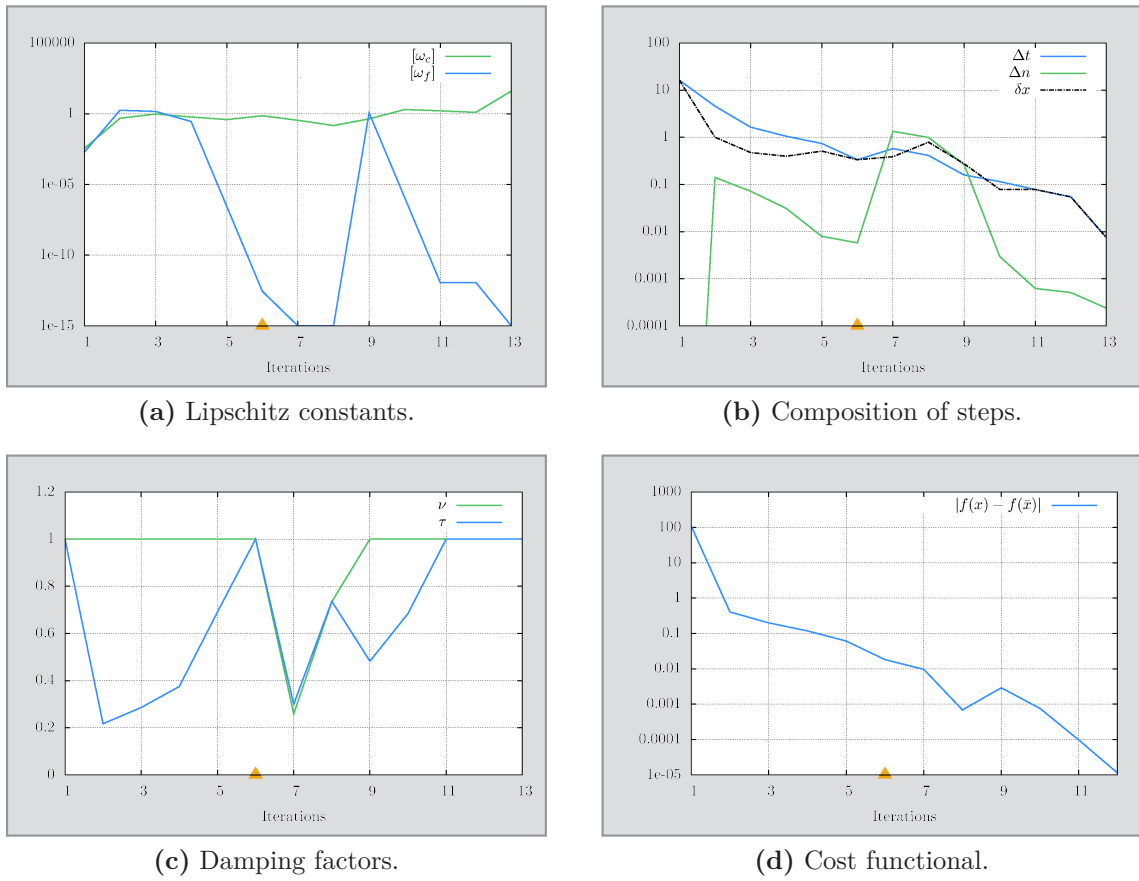 100000
1
1e-05
1e-10
1e-15
[ω_c]
[ω_f]
1 3 5 7 9 11 13
Iterations
(a) Lipschitz constants.
100
10
1
0.1
0.01
0.001
0.0001
Δt
Δn
δx
1 3 5 7 9 11 13
Iterations
(b) Composition of steps.
1.2
1
0.8
0.6
0.4
0.2
0
ν
τ
1 3 5 7 9 11 13
Iterations
(c) Damping factors.
1000
100
10
1
0.1
0.01
0.001
0.0001
1e-05
|f(x) − f(x̄)|
1 3 5 7 9 11
Iterations
(d) Cost functional.